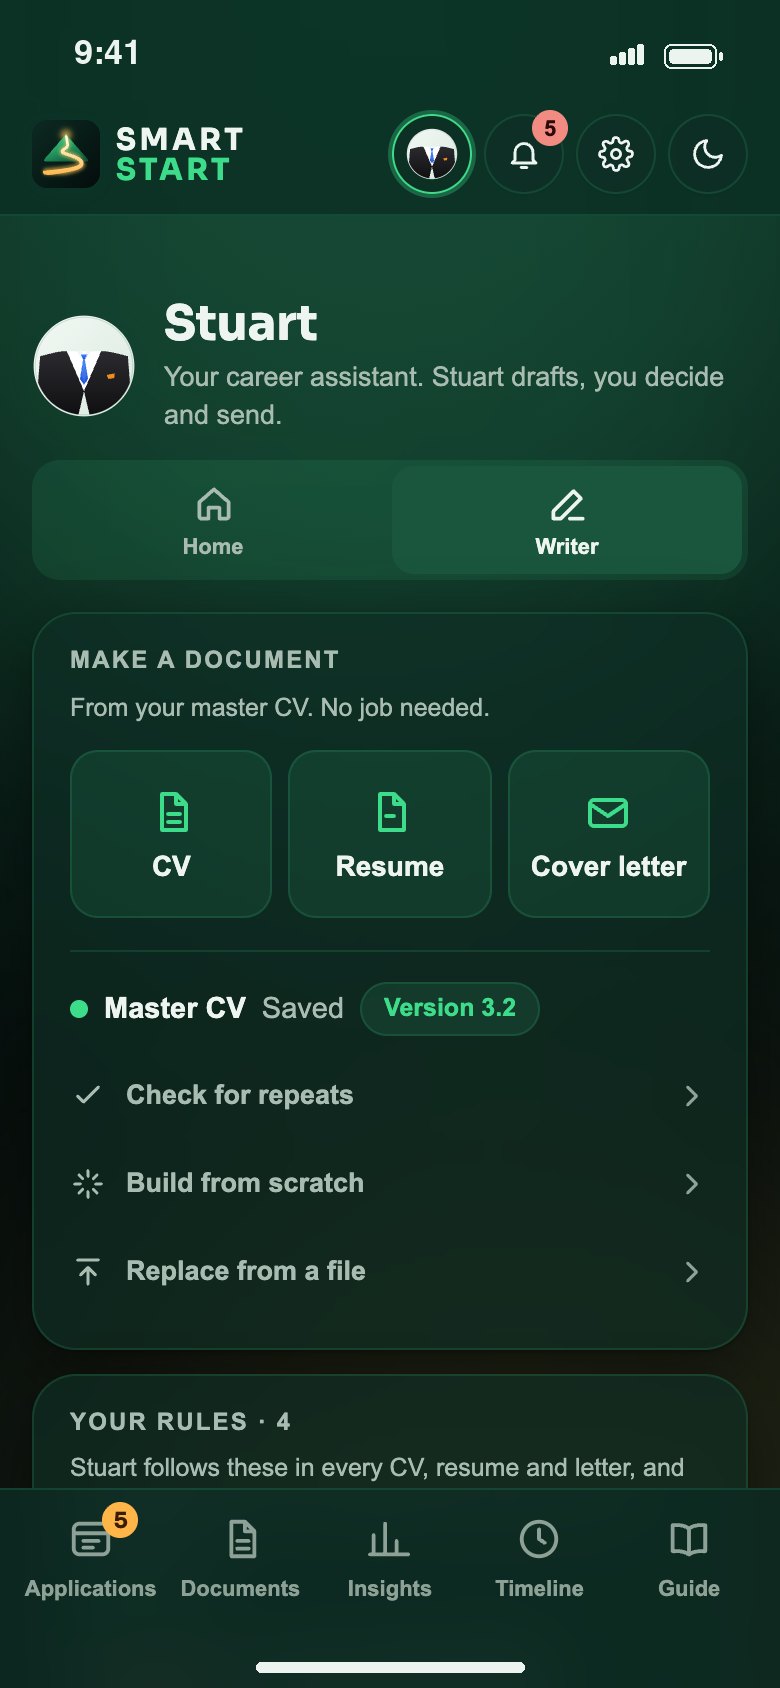 9:41
SMART
START
5
Stuart
Your career assistant. Stuart drafts, you decide
and send.
Home
Writer
MAKE A DOCUMENT
From your master CV. No job needed.
CV
Resume
Cover letter
Master CV Saved Version 3.2
Check for repeats
Build from scratch
Replace from a file
YOUR RULES · 4
Stuart follows these in every CV, resume and letter, and
5
Applications
Documents
Insights
Timeline
Guide